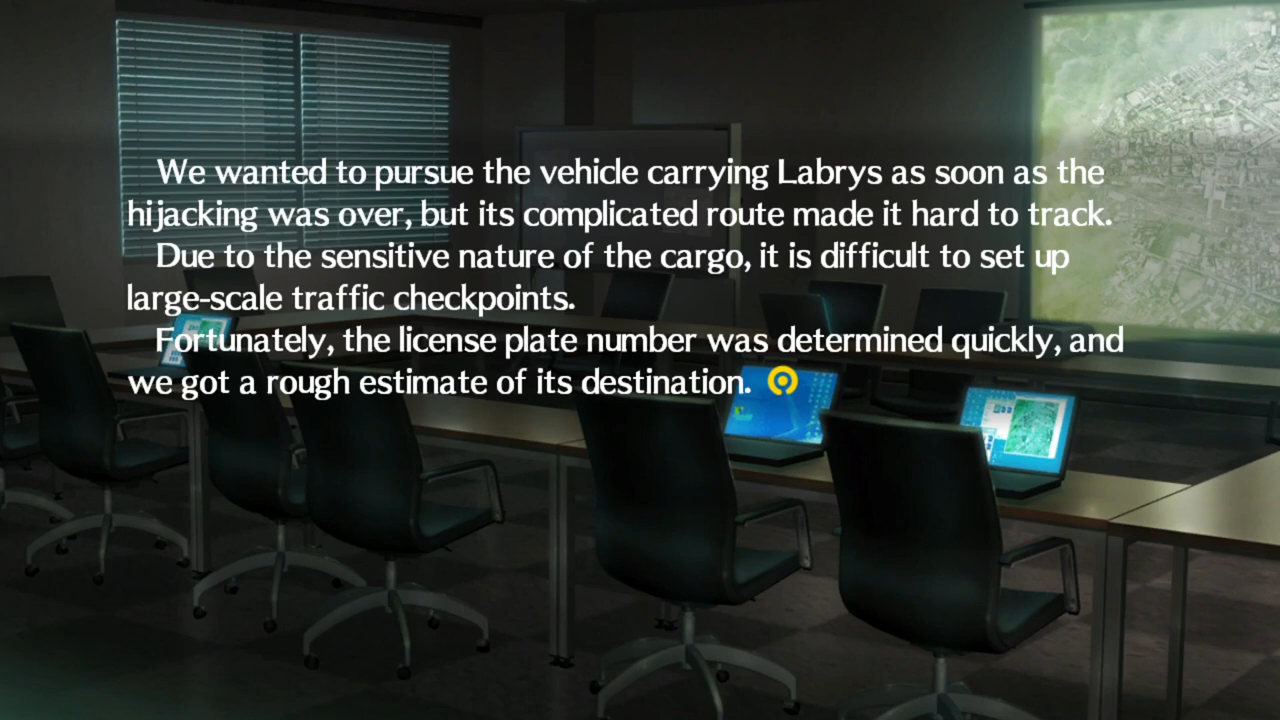 We wanted to pursue the vehicle carrying Labrys as soon as the
hijacking was over, but its complicated route made it hard to track.
Due to the sensitive nature of the cargo, it is difficult to set up
large-scale traffic checkpoints.
Fortunately, the license plate number was determined quickly, and
we got a rough estimate of its destination.